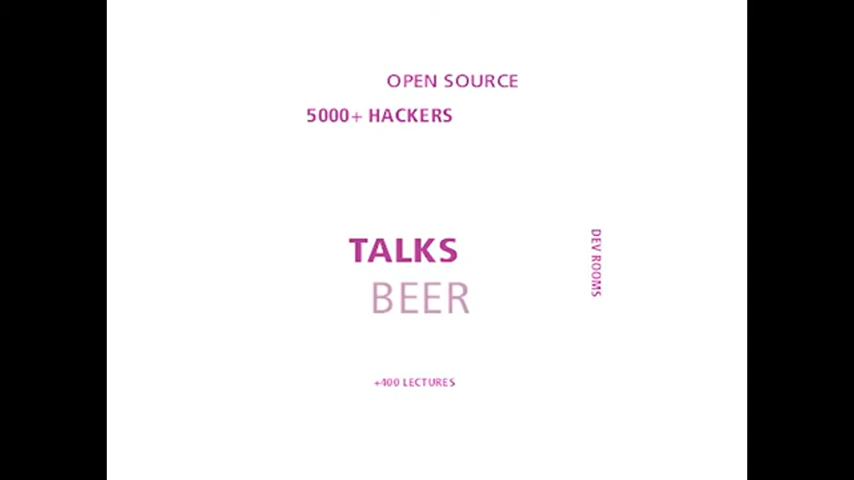 OPEN SOURCE
5000+ HACKERS
TALKS
DEV ROOMS
BEER
+400 LECTURES